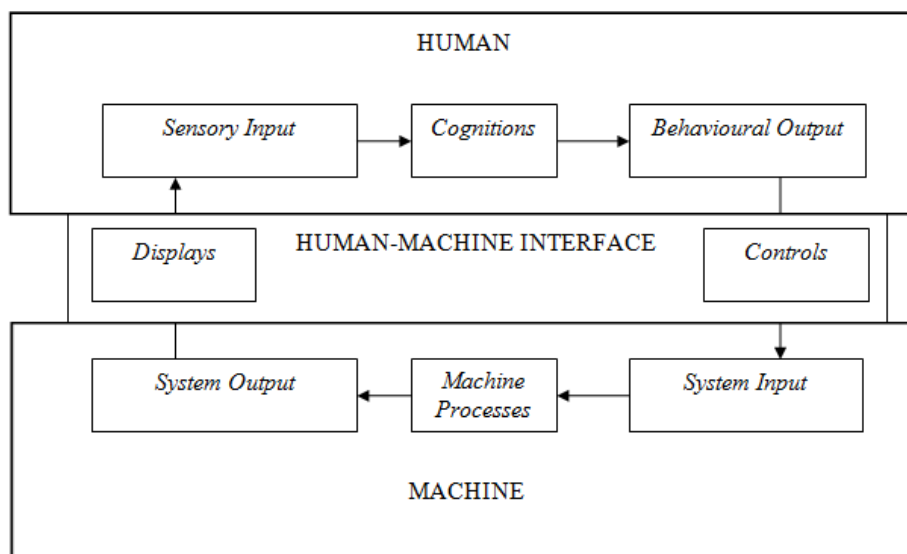 HUMAN
Sensory Input
Cognitions
Behavioural Output
Displays
HUMAN-MACHINE INTERFACE
Controls
System Output
Machine
Processes
System Input
MACHINE